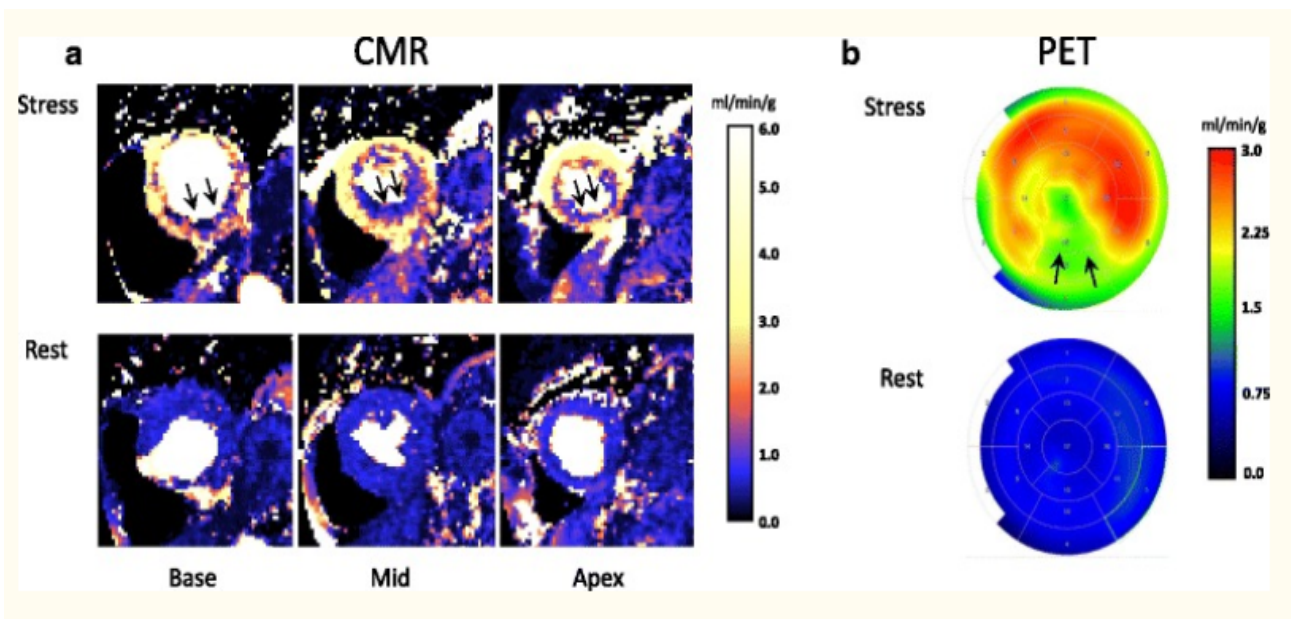 a CMR
Stress
Rest
Base Mid Apex
ml/min/g
6.0
5.0
4.0
3.0
2.0
1.0
0.0
b PET
Stress
Rest
ml/min/g
3.0
2.25
1.5
0.75
0.0